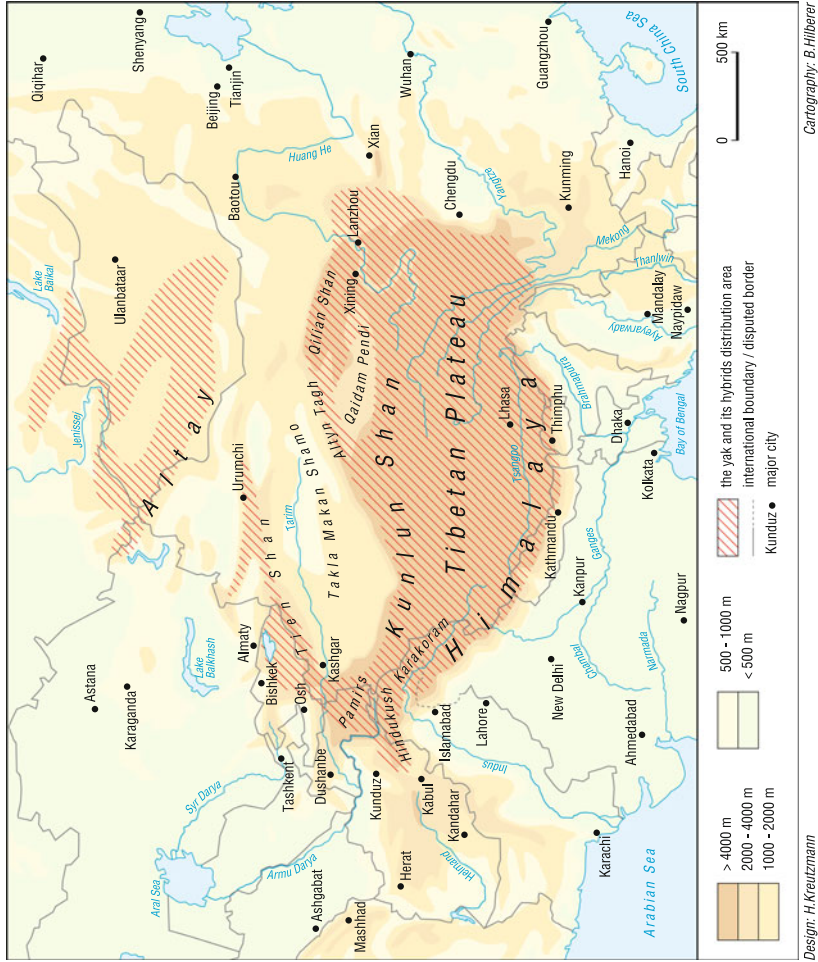 Qiqihar
Lake
Baikal
Jenissej
Astana
Ulanbataar
Shenyang
Karaganda
Aral Sea
Syr Darya
Lake
Balkhash
Altay
Beijing
Tianjin
Baotou
Almaty
Urumchi
Bishkek
Armu Darya
Tashkent
Osh
Tien Shan
Tarim
Huang He
Ashgabat
Dushanbe
Kashgar
Takla Makan Shamo
Altyn Tagh
Qilian Shan
Mashhad
Pamirs
Qaidam Pendi
Xining
Lanzhou
Xian
Kunduz
Herat
Hindukush
Kunlun Shan
Wuhan
Kabul
Karakoram
Helmand
Kandahar
Islamabad
Himalaya
Tibetan Plateau
Chengdu
Lahore
Indus
Tsangpo
Lhasa
Yangtze
Guangzhou
New Delhi
Kathmandu
Thimphu
Kunming
Karachi
Chambal
Kanpur
Ganges
Brahmaputra
Mekong
Thanlwin
Hanoi
Ahmedabad
Narmada
Dhaka
Ayeyarwady
Mandalay
Arabian Sea
Nagpur
Kolkata
Bay of Bengal
Naypidaw
South China Sea
> 4000 m
2000 - 4000 m
1000 - 2000 m
500 - 1000 m
< 500 m
the yak and its hybrids distribution area
international boundary / disputed border
Kunduz major city
0 500 km
Design: H.Kreutzmann
Cartography: B.Hilberer